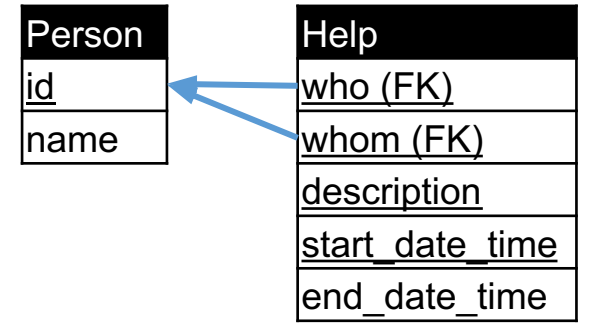 Person
id
name
Help
who (FK)
whom (FK)
description
start_date_time
end_date_time